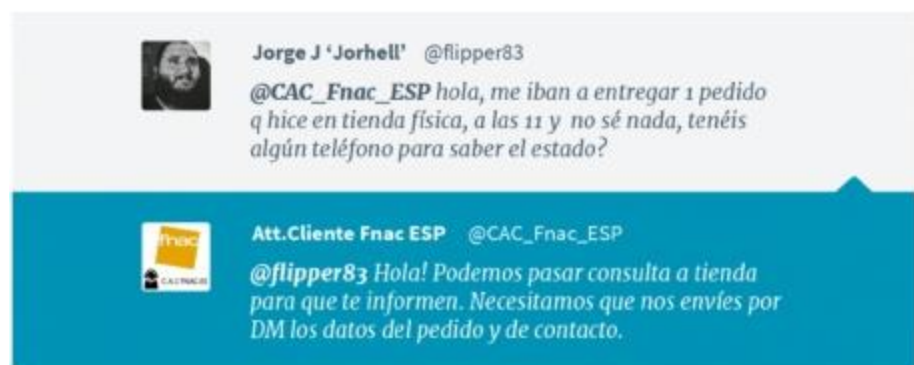 Jorge J ‘Jorhell’ @flipper83
@CAC_Fnac_ESP hola, me iban a entregar 1 pedido
q hice en tienda física, a las 11 y no sé nada, tenéis
algún teléfono para saber el estado?
Att.Cliente Fnac ESP @CAC_Fnac_ESP
fnac
@flipper83 Hola! Podemos pasar consulta a tienda
para que te informen. Necesitamos que nos envíes por
DM los datos del pedido y de contacto.